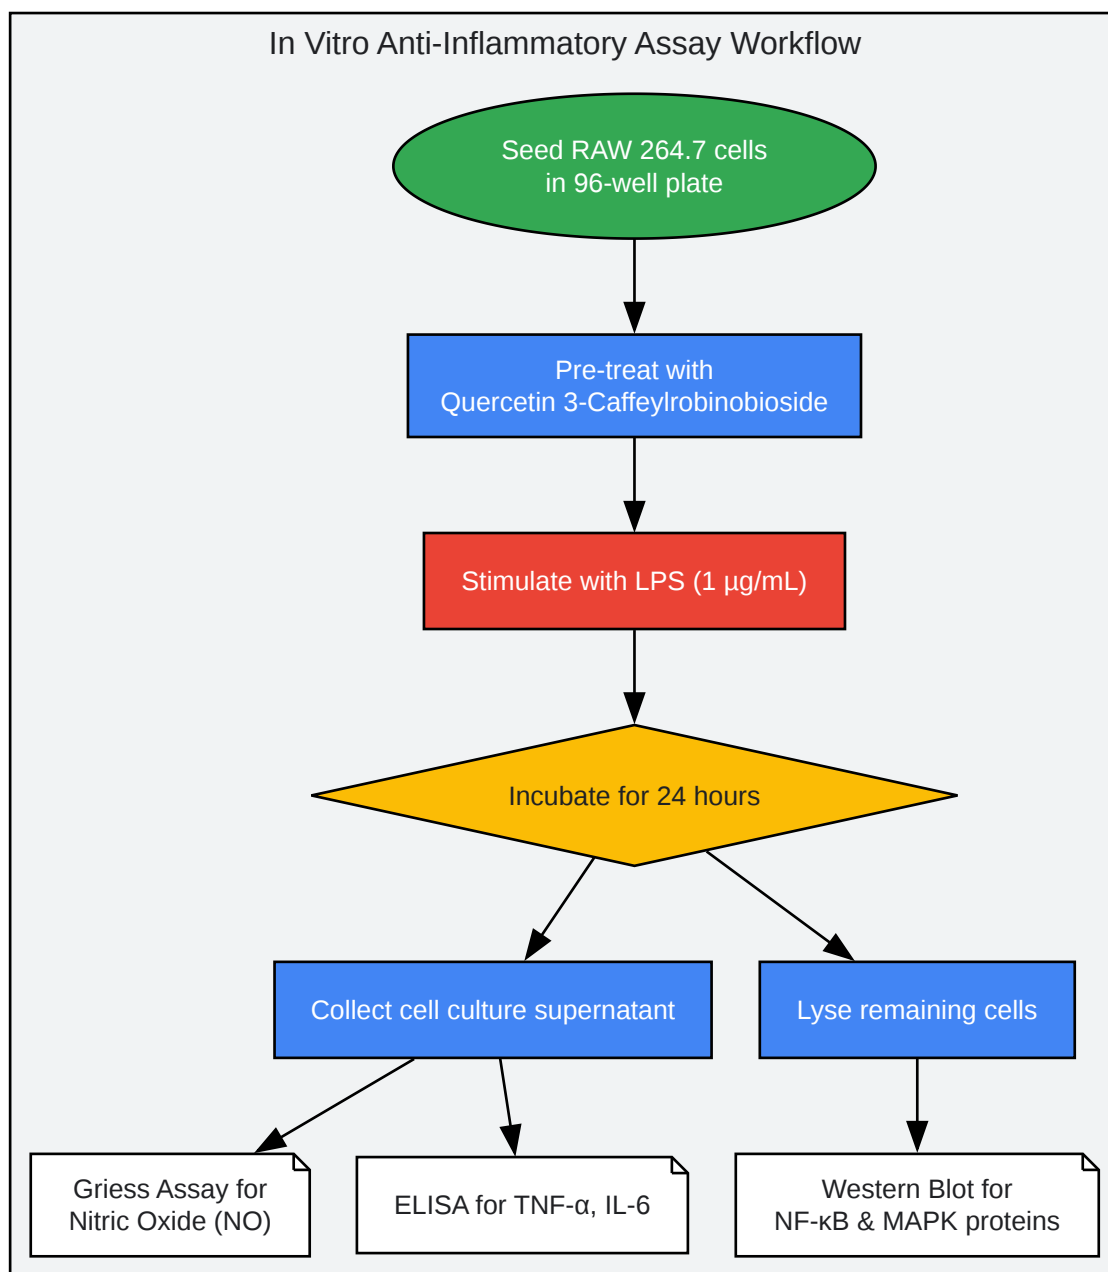 In Vitro Anti-Inflammatory Assay Workflow
Seed RAW 264.7 cells
in 96-well plate
Pre-treat with
Quercetin 3-Caffeylrobinobioside
Stimulate with LPS (1 µg/mL)
Incubate for 24 hours
Collect cell culture supernatant
Lyse remaining cells
Griess Assay for
Nitric Oxide (NO)
ELISA for TNF-α, IL-6
Western Blot for
NF-κB & MAPK proteins